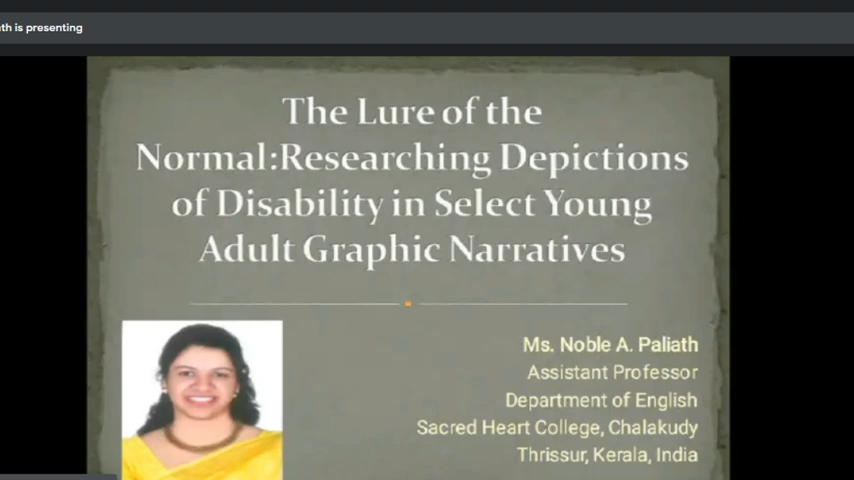 th is presenting
The Lure of the
Normal:Researching Depictions
of Disability in Select Young
Adult Graphic Narratives
Ms. Noble A. Paliath
Assistant Professor
Department of English
Sacred Heart College, Chalakudy
Thrissur, Kerala, India